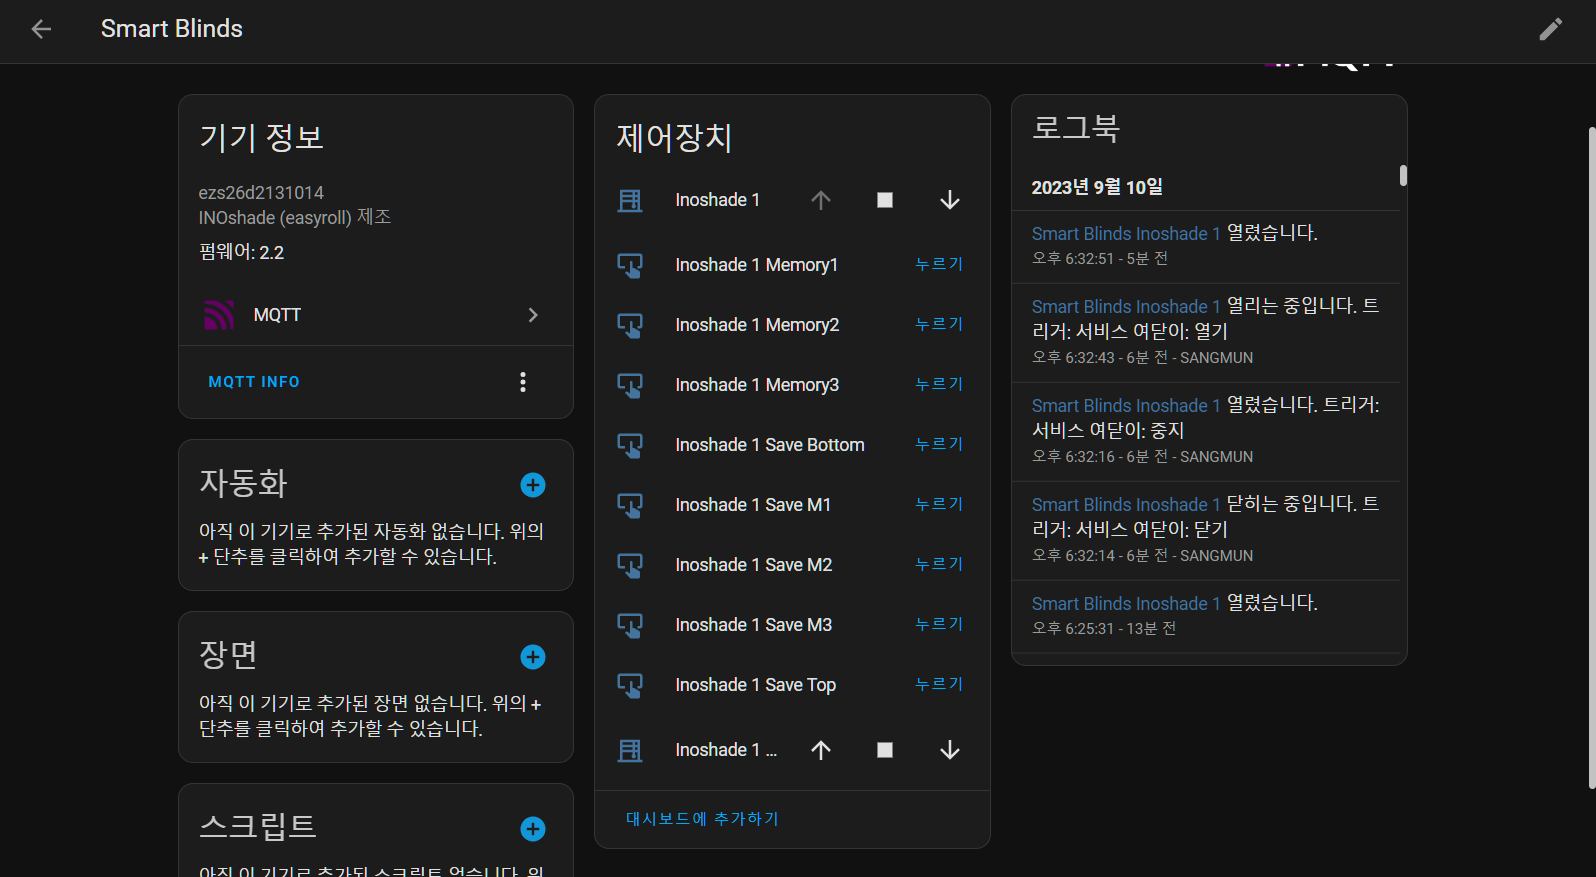 Smart Blinds
기기 정보
ezs26d2131014
INOshade (easyroll) 제조
펌웨어: 2.2
MQTT
MQTT INFO
자동화
아직 이 기기로 추가된 자동화 없습니다. 위의
+ 단추를 클릭하여 추가할 수 있습니다.
장면
아직 이 기기로 추가된 장면 없습니다. 위의 +
단추를 클릭하여 추가할 수 있습니다.
스크립트
아직 이 기기로 추가된 스크립트 없습니다. 위
제어장치
Inoshade 1
Inoshade 1 Memory1 누르기
Inoshade 1 Memory2 누르기
Inoshade 1 Memory3 누르기
Inoshade 1 Save Bottom 누르기
Inoshade 1 Save M1 누르기
Inoshade 1 Save M2 누르기
Inoshade 1 Save M3 누르기
Inoshade 1 Save Top 누르기
Inoshade 1 ...
대시보드에 추가하기
MQTT
로그북
2023년 9월 10일
Smart Blinds Inoshade 1 열렸습니다.
오후 6:32:51 - 5분 전
Smart Blinds Inoshade 1 열리는 중입니다. 트
리거: 서비스 여닫이: 열기
오후 6:32:43 - 6분 전 - SANGMUN
Smart Blinds Inoshade 1 열렸습니다. 트리거:
서비스 여닫이: 중지
오후 6:32:16 - 6분 전 - SANGMUN
Smart Blinds Inoshade 1 닫히는 중입니다. 트
리거: 서비스 여닫이: 닫기
오후 6:32:14 - 6분 전 - SANGMUN
Smart Blinds Inoshade 1 열렸습니다.
오후 6:25:31 - 13분 전